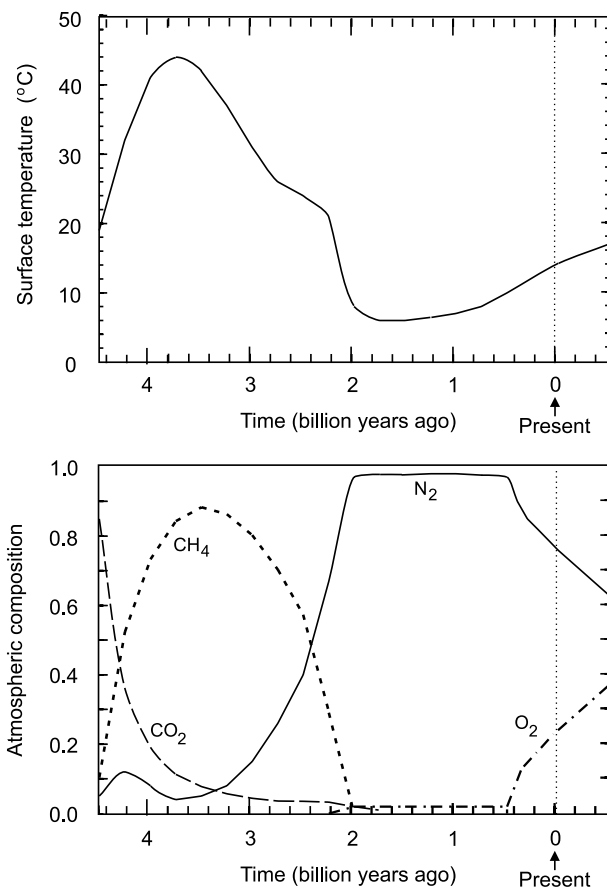 50
40
30
20
10
0
Surface temperature (°C)
4 3 2 1 0
Time (billion years ago)
Present
1.0
0.8
0.6
0.4
0.2
0.0
Atmospheric composition
N2
CH4
CO2
O2
4 3 2 1 0
Time (billion years ago)
Present